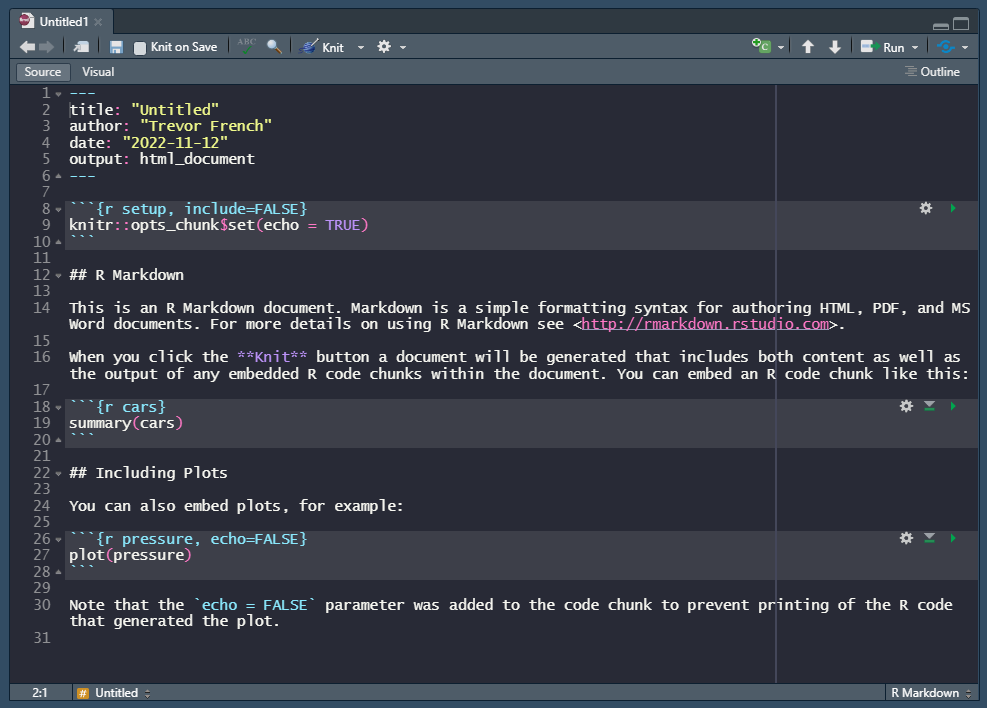 Untitled1
Knit on Save
ABC
Knit
C
Run
Source
Visual
Outline
1 ---
2 title: "Untitled"
3 author: "Trevor French"
4 date: "2022-11-12"
5 output: html_document
6 ---
7
8 ```{r setup, include=FALSE}
9 knitr::opts_chunk$set(echo = TRUE)
10 ```
11
12 ## R Markdown
13
14 This is an R Markdown document. Markdown is a simple formatting syntax for authoring HTML, PDF, and MS
Word documents. For more details on using R Markdown see <http://rmarkdown.rstudio.com>.
15
16 When you click the **Knit** button a document will be generated that includes both content as well as
the output of any embedded R code chunks within the document. You can embed an R code chunk like this:
17
18 ```{r cars}
19 summary(cars)
20 ```
21
22 ## Including Plots
23
24 You can also embed plots, for example:
25
26 ```{r pressure, echo=FALSE}
27 plot(pressure)
28 ```
29
30 Note that the `echo = FALSE` parameter was added to the code chunk to prevent printing of the R code
that generated the plot.
31
2:1
# Untitled
R Markdown